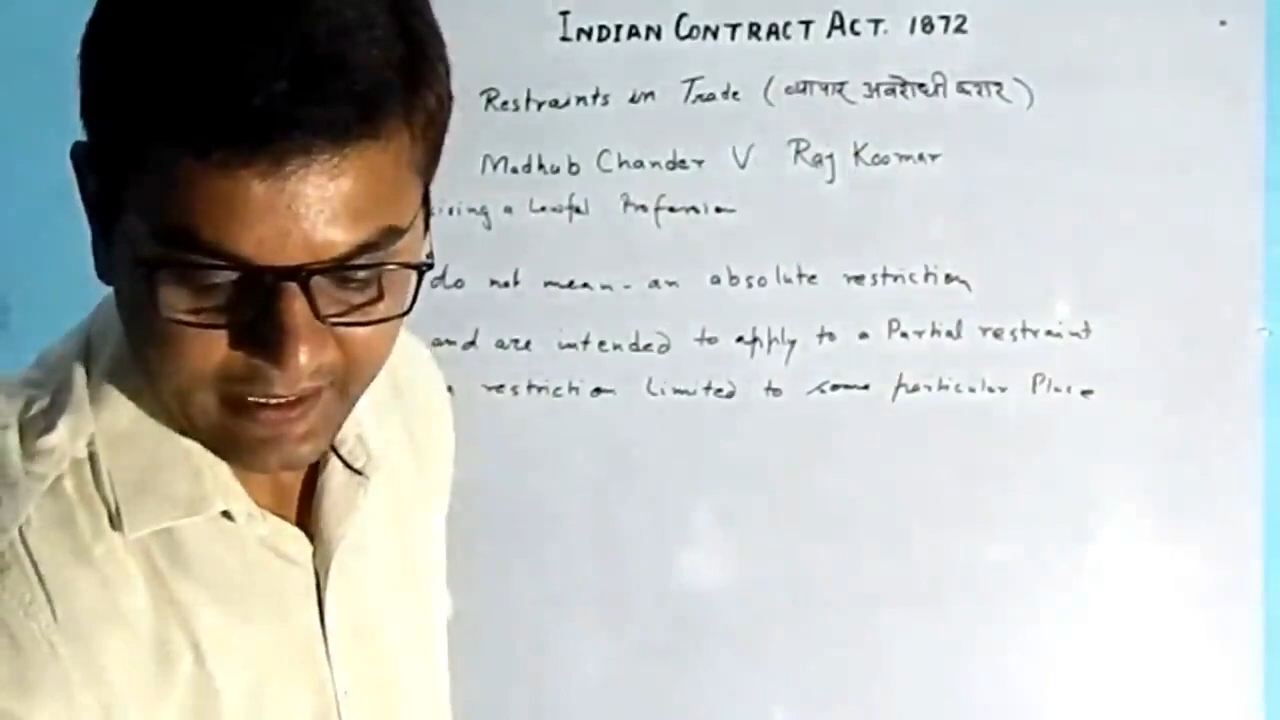 INDIAN CONTRACT ACT. 1872
Restraints in Trade (व्यापार अवरोधी करार)
Madhub Chander V Raj Koomar
a Lawful Profession
do not mean - an absolute restriction
and are intended to apply to a Partial restraint
restriction limited to some particular Place